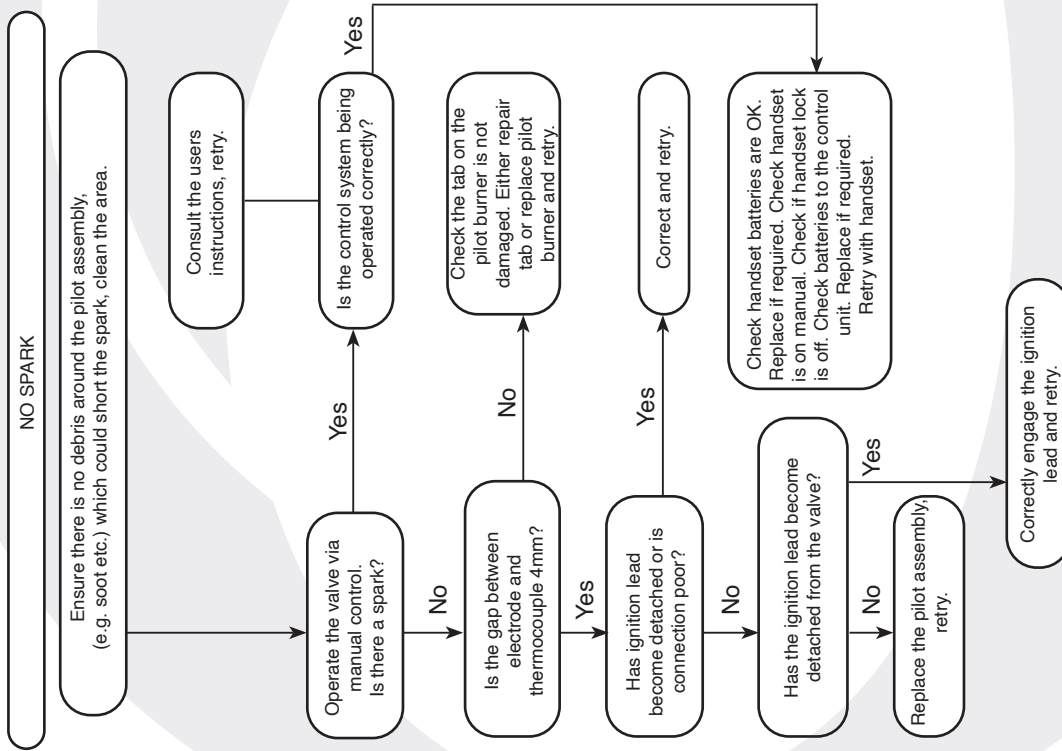 NO SPARK
Ensure there is no debris around the pilot assembly,
(e.g. soot etc.) which could short the spark, clean the area.
Operate the valve via
manual control.
Is there a spark?
Yes
Is the control system being
operated correctly?
Consult the users
instructions, retry.
Yes
No
Is the gap between
electrode and
thermocouple 4mm?
No
Check the tab on the
pilot burner is not
damaged. Either repair
tab or replace pilot
burner and retry.
Yes
Has ignition lead
become detached or is
connection poor?
Yes
Correct and retry.
No
Has the ignition lead become
detached from the valve?
Yes
Correctly engage the ignition
lead and retry.
No
Replace the pilot assembly,
retry.
Check handset batteries are OK.
Replace if required. Check handset
is on manual. Check if handset lock
is off. Check batteries to the control
unit. Replace if required.
Retry with handset.